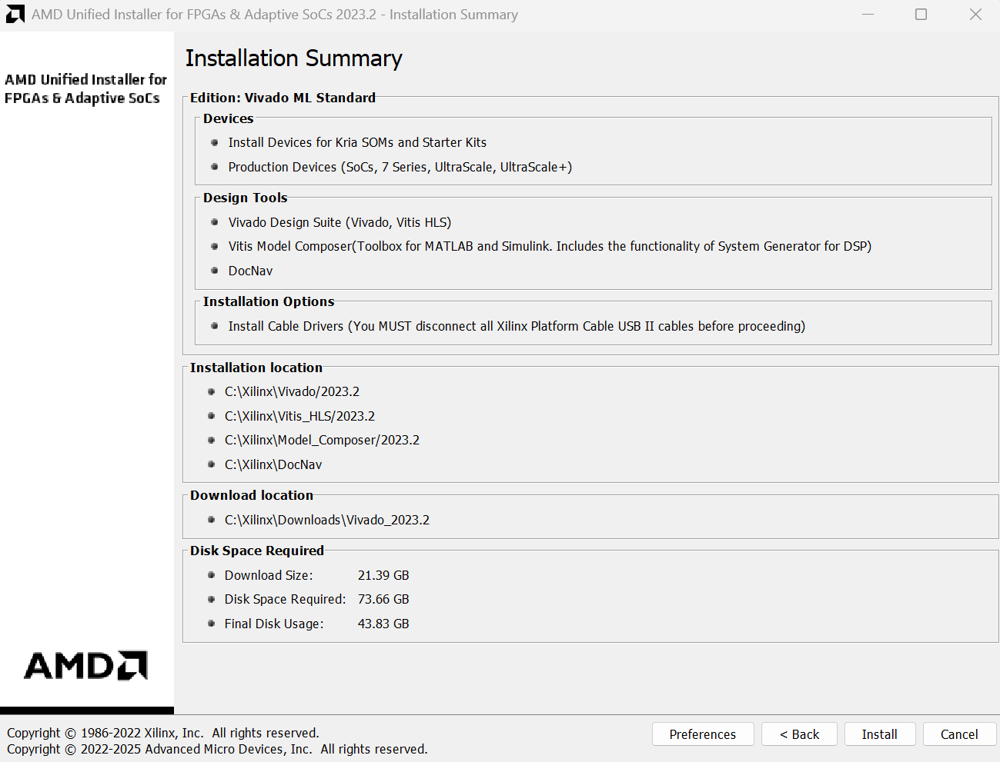 AMD Unified Installer for FPGAs & Adaptive SoCs 2023.2 - Installation Summary
AMD Unified Installer for
FPGAs & Adaptive SoCs
Installation Summary
Edition: Vivado ML Standard
Devices
Install Devices for Kria SOMs and Starter Kits
Production Devices (SoCs, 7 Series, UltraScale, UltraScale+)
Design Tools
Vivado Design Suite (Vivado, Vitis HLS)
Vitis Model Composer(Toolbox for MATLAB and Simulink. Includes the functionality of System Generator for DSP)
DocNav
Installation Options
Install Cable Drivers (You MUST disconnect all Xilinx Platform Cable USB II cables before proceeding)
Installation location
C:\Xilinx\Vivado/2023.2
C:\Xilinx\Vitis_HLS/2023.2
C:\Xilinx\Model_Composer/2023.2
C:\Xilinx\DocNav
Download location
C:\Xilinx\Downloads\Vivado_2023.2
Disk Space Required
Download Size: 21.39 GB
Disk Space Required: 73.66 GB
Final Disk Usage: 43.83 GB
AMD
Copyright © 1986-2022 Xilinx, Inc. All rights reserved.
Copyright © 2022-2025 Advanced Micro Devices, Inc. All rights reserved.
Preferences < Back Install Cancel